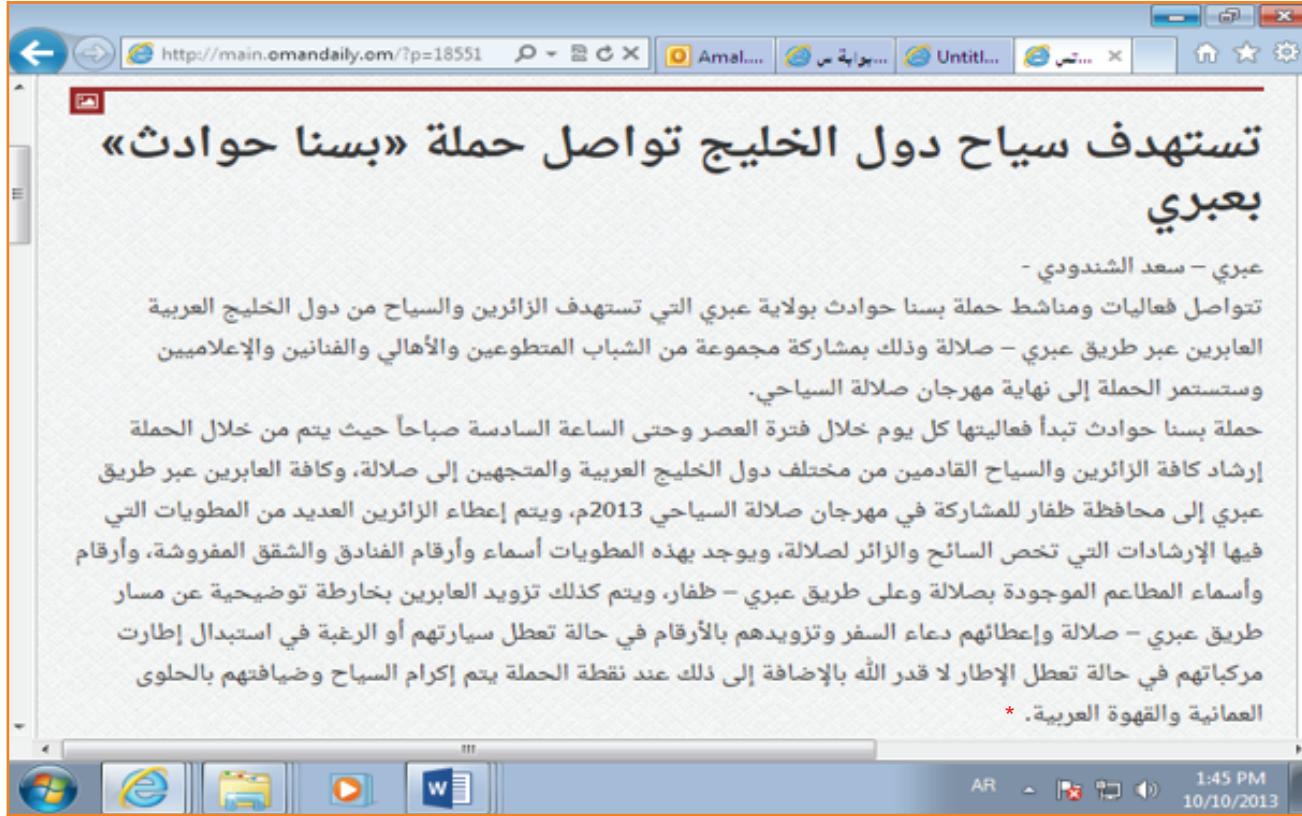 http://main.omandaily.om/?p=18551
Amal....
بوابة س...
Untitl...
تس...
تستهدف سياح دول الخليج تواصل حملة «بسنا حوادث»
بعبري
عبري – سعد الشندودي -
تتواصل فعاليات ومناشط حملة بسنا حوادث بولاية عبري التي تستهدف الزائرين والسياح من دول الخليج العربية
العابرين عبر طريق عبري – صلالة وذلك بمشاركة مجموعة من الشباب المتطوعين والأهالي والفنانين والإعلاميين
وستستمر الحملة إلى نهاية مهرجان صلالة السياحي.
حملة بسنا حوادث تبدأ فعاليتها كل يوم خلال فترة العصر وحتى الساعة السادسة صباحاً حيث يتم من خلال الحملة
إرشاد كافة الزائرين والسياح القادمين من مختلف دول الخليج العربية والمتجهين إلى صلالة، وكافة العابرين عبر طريق
عبري إلى محافظة ظفار للمشاركة في مهرجان صلالة السياحي 2013م، ويتم إعطاء الزائرين العديد من المطويات التي
فيها الإرشادات التي تخص السائح والزائر لصلالة، ويوجد بهذه المطويات أسماء وأرقام الفنادق والشقق المفروشة، وأرقام
وأسماء المطاعم الموجودة بصلالة وعلى طريق عبري – ظفار، ويتم كذلك تزويد العابرين بخارطة توضيحية عن مسار
طريق عبري – صلالة وإعطائهم دعاء السفر وتزويدهم بالأرقام في حالة تعطل سيارتهم أو الرغبة في استبدال إطارت
مركباتهم في حالة تعطل الإطار لا قدر الله بالإضافة إلى ذلك عند نقطة الحملة يتم إكرام السياح وضيافتهم بالحلوى
العمانية والقهوة العربية. *
AR
1:45 PM
10/10/2013